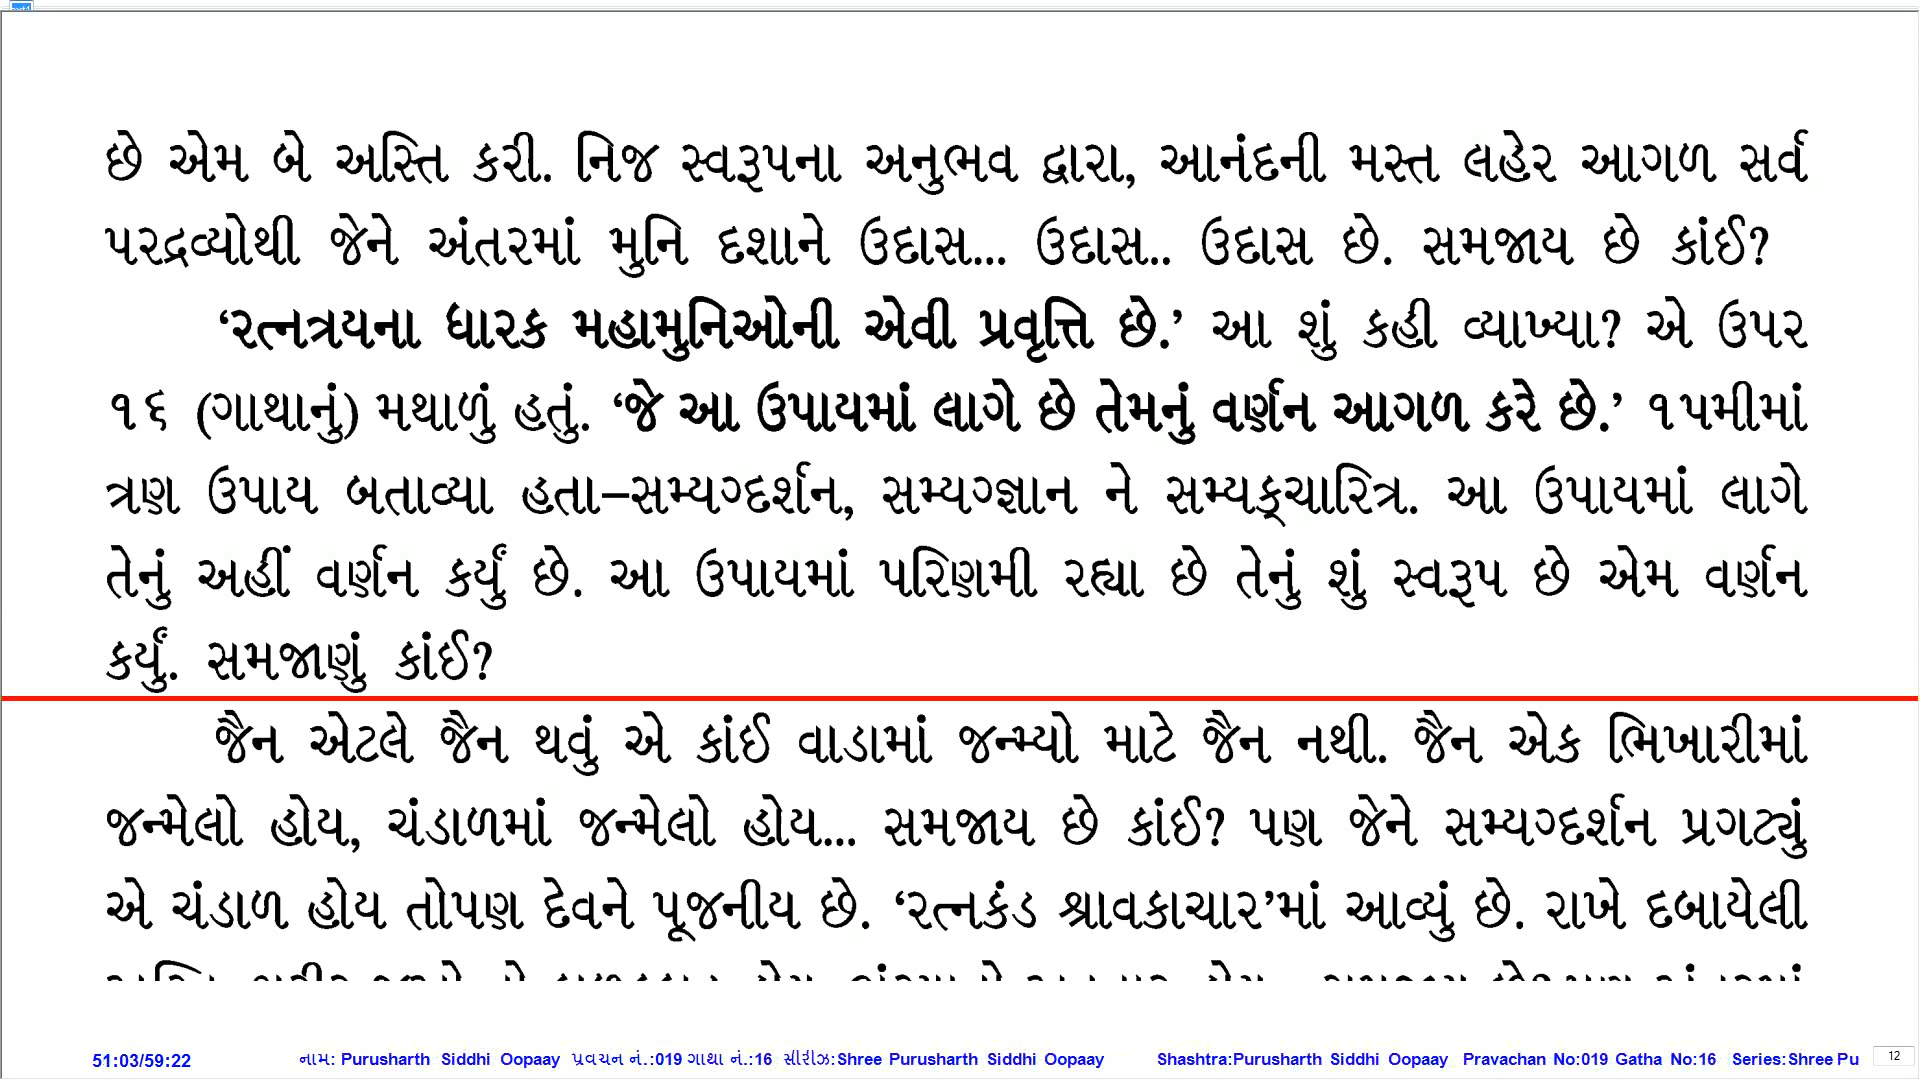 છે એમ બે અસ્તિ કરી. નિજ સ્વરૂપના અનુભવ દ્વારા, આનંદની મસ્ત લહેર આગળ સર્વ
પરદ્રવ્યોથી જેને અંતરમાં મુનિ દશાને ઉદાસ... ઉદાસ.. ઉદાસ છે. સમજાય છે કાંઈ?
‘રત્નત્રયના ધારક મહામુનિઓની એવી પ્રવૃત્તિ છે.’ આ શું કહી વ્યાખ્યા? એ ઉપર
૧૬ (ગાથાનું) મથાળું હતું. ‘જે આ ઉપાયમાં લાગે છે તેમનું વર્ણન આગળ કરે છે.’ ૧૫મીમાં
ત્રણ ઉપાય બતાવ્યા હતા–સમ્યગ્દર્શન, સમ્યગ્જ્ઞાન ને સમ્યક્ચારિત્ર. આ ઉપાયમાં લાગે
તેનું અહીં વર્ણન કર્યું છે. આ ઉપાયમાં પરિણમી રહ્યા છે તેનું શું સ્વરૂપ છે એમ વર્ણન
કર્યું. સમજાણું કાંઈ?
જૈન એટલે જૈન થવું એ કાંઈ વાડામાં જન્મ્યો માટે જૈન નથી. જૈન એક ભિખારીમાં
જન્મેલો હોય, ચંડાળમાં જન્મેલો હોય... સમજાય છે કાંઈ? પણ જેને સમ્યગ્દર્શન પ્રગટ્યું
એ ચંડાળ હોય તોપણ દેવને પૂજનીય છે. ‘રત્નકંડ શ્રાવકાચાર’માં આવ્યું છે. રાખે દબાયેલી
51:03/59:22 નામ: Purusharth Siddhi Oopaay પ્રવચન નં.:019 ગાથા નં.:16 સીરીઝ:Shree Purusharth Siddhi Oopaay Shashtra:Purusharth Siddhi Oopaay Pravachan No:019 Gatha No:16 Series:Shree Pu 12